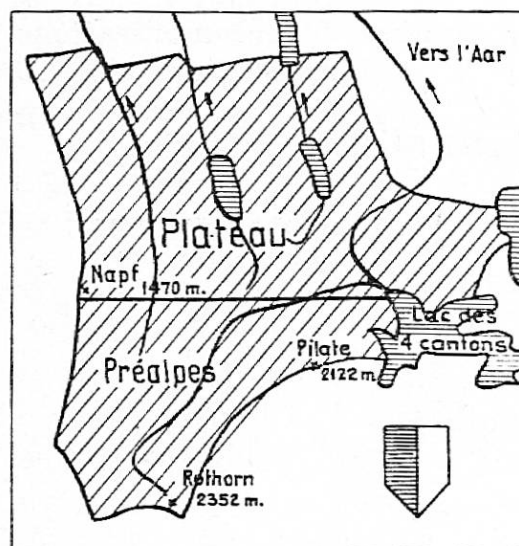 Vers l'Aar
Plateau
Napf
1470 m.
Lac des
4 cantons
Pilate
2122 m.
Préalpes
Rothorn
2352 m.